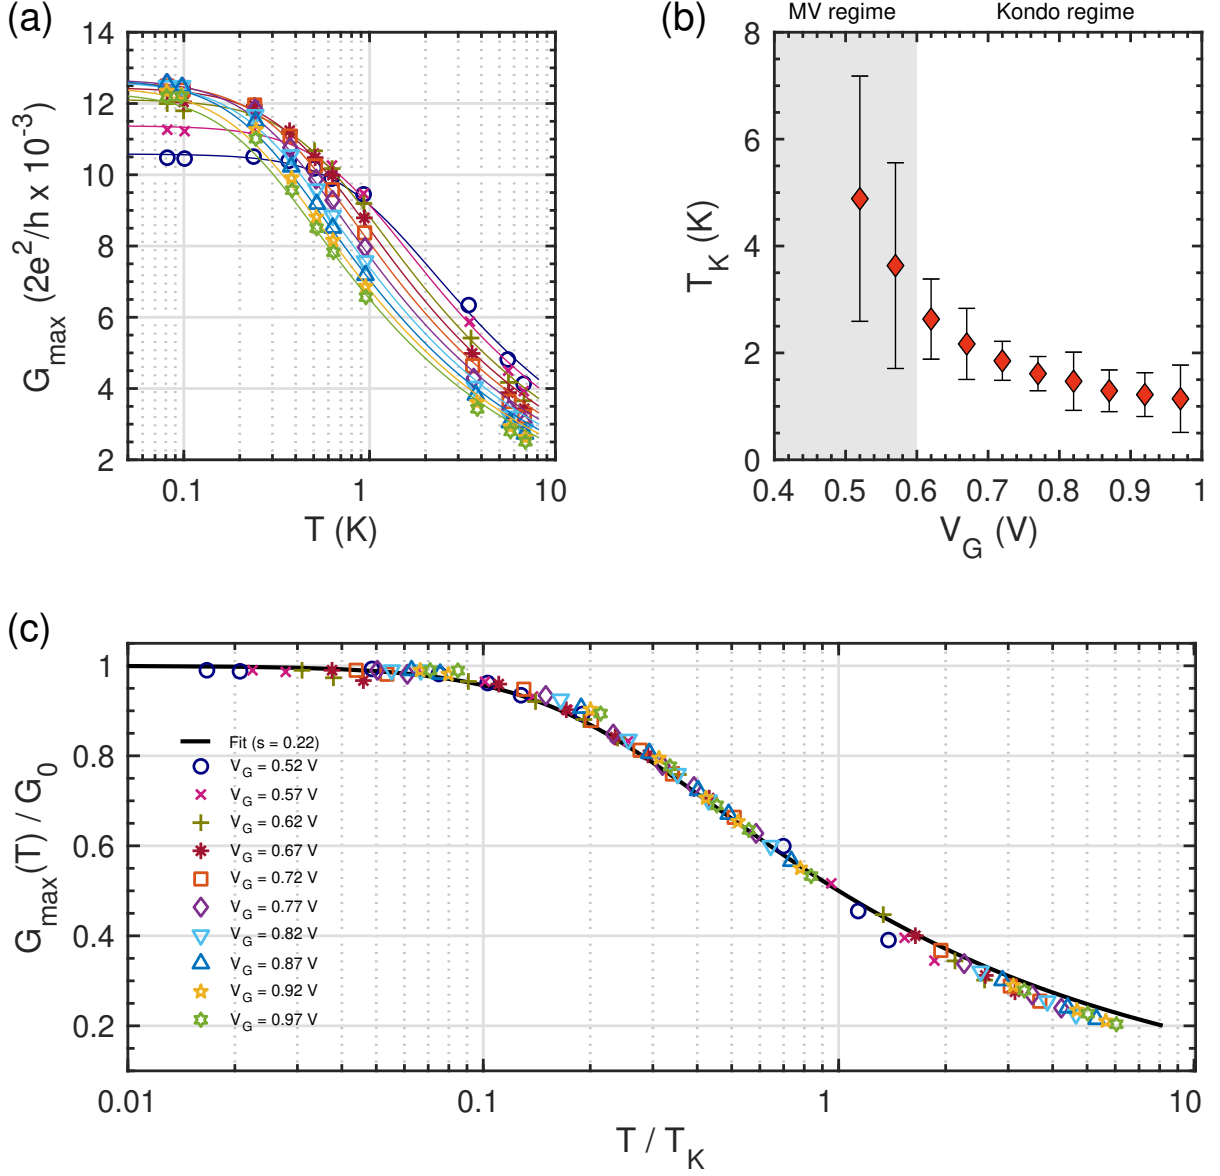 (a)
14
12
10
8
6
4
2
0.1
1
10
G_max (2e^2/h x 10^-3)
T (K)
(b)
MV regime
Kondo regime
8
6
4
2
0
0.4
0.5
0.6
0.7
0.8
0.9
1
T_K (K)
V_G (V)
(c)
1
0.8
0.6
0.4
0.2
0.01
0.1
1
10
G_max(T) / G_0
T / T_K
Fit (s = 0.22)
V_G = 0.52 V
V_G = 0.57 V
V_G = 0.62 V
V_G = 0.67 V
V_G = 0.72 V
V_G = 0.77 V
V_G = 0.82 V
V_G = 0.87 V
V_G = 0.92 V
V_G = 0.97 V